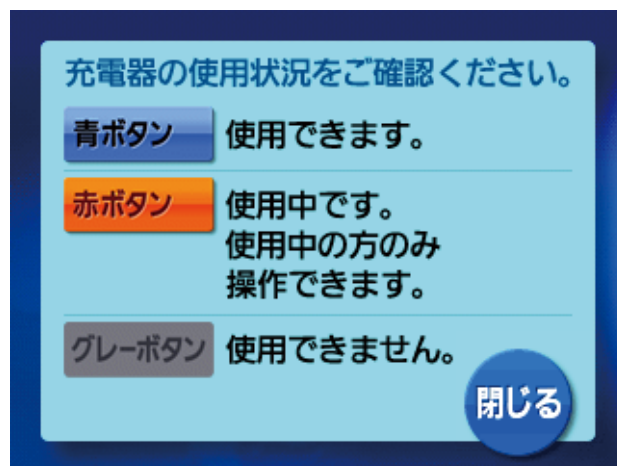 充電器の使用状況をご確認ください。
青ボタン 使用できます。
赤ボタン 使用中です。
使用中の方のみ
操作できます。
グレーボタン 使用できません。
閉じる